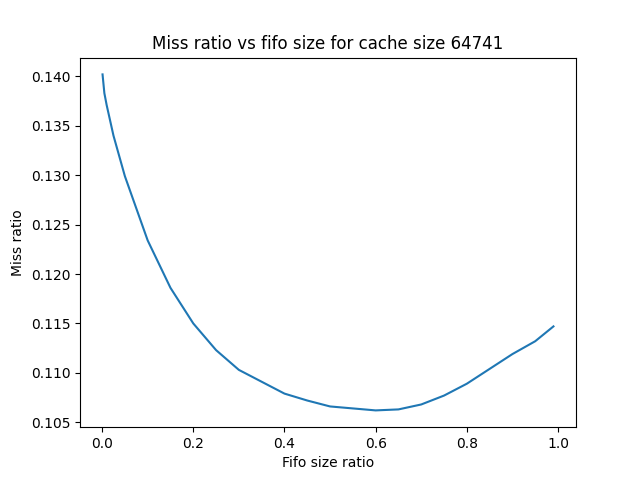 Miss ratio vs fifo size for cache size 64741
0.140
0.135
0.130
0.125
0.120
0.115
0.110
0.105
Miss ratio
0.0 0.2 0.4 0.6 0.8 1.0
Fifo size ratio